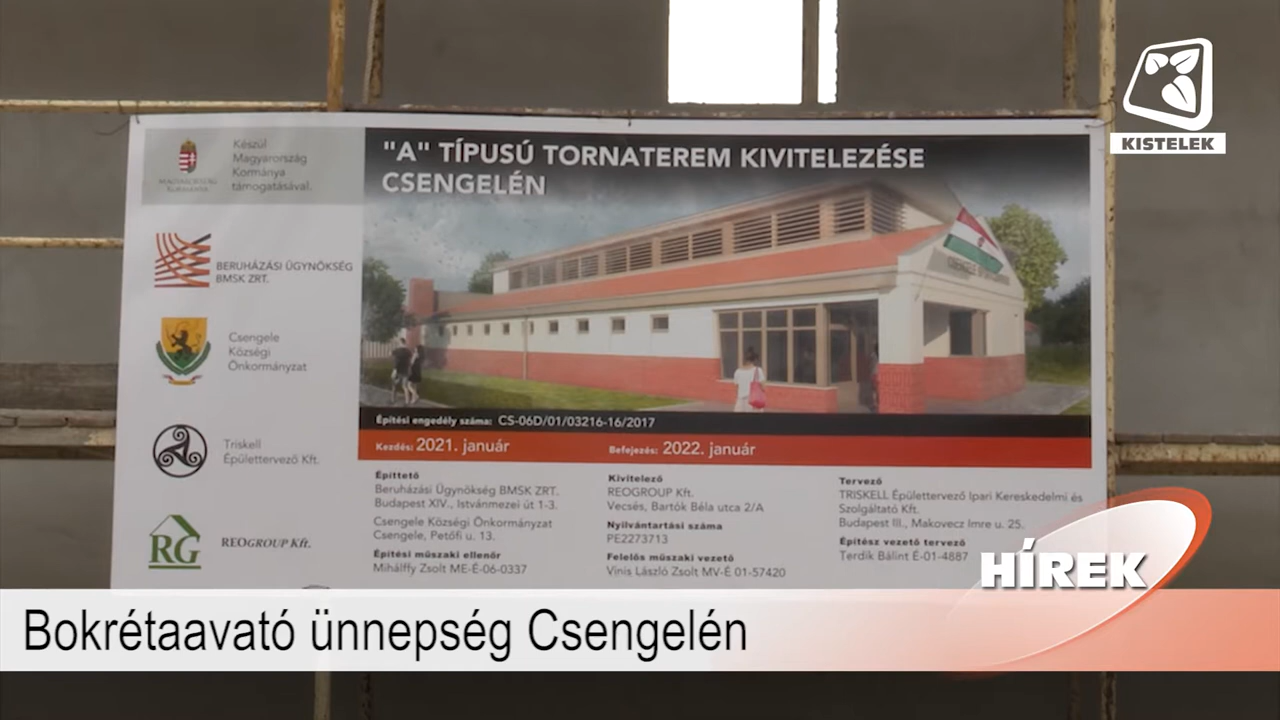 KISTELEK
Készül
Magyarország
Kormánya
támogatásával.
MAGYARORSZÁG
KORMÁNYA
"A" TÍPUSÚ TORNATEREM KIVITELEZÉSE
CSENGELÉN
BERUHÁZÁSI ÜGYNÖKSÉG
BMSK ZRT.
Csengele
Községi
Önkormányzat
Triskell
Épülettervező Kft.
RG
REOGROUP Kft.
Építési engedély száma: CS-06D/01/03216-16/2017
Kezdés: 2021. január
Befejezés: 2022. január
Építtető
Beruházási Ügynökség BMSK ZRT.
Budapest XIV., Istvánmezei út 1-3.
Csengele Községi Önkormányzat
Csengele, Petőfi u. 13.
Építési műszaki ellenőr
Mihálffy Zsolt ME-É-06-0337
Kivitelező
REOGROUP Kft.
Vecsés, Bartók Béla utca 2/A
Nyilvántartási száma
PE2273713
Felelős műszaki vezető
Vinis László Zsolt MV-É 01-57420
Tervező
TRISKELL Épülettervező Ipari Kereskedelmi és
Szolgáltató Kft.
Budapest III., Makovecz Imre u. 25.
Építész vezető tervező
Terdik Bálint É-01-4887
HÍREK
Bokrétaavató ünnepség Csengelén